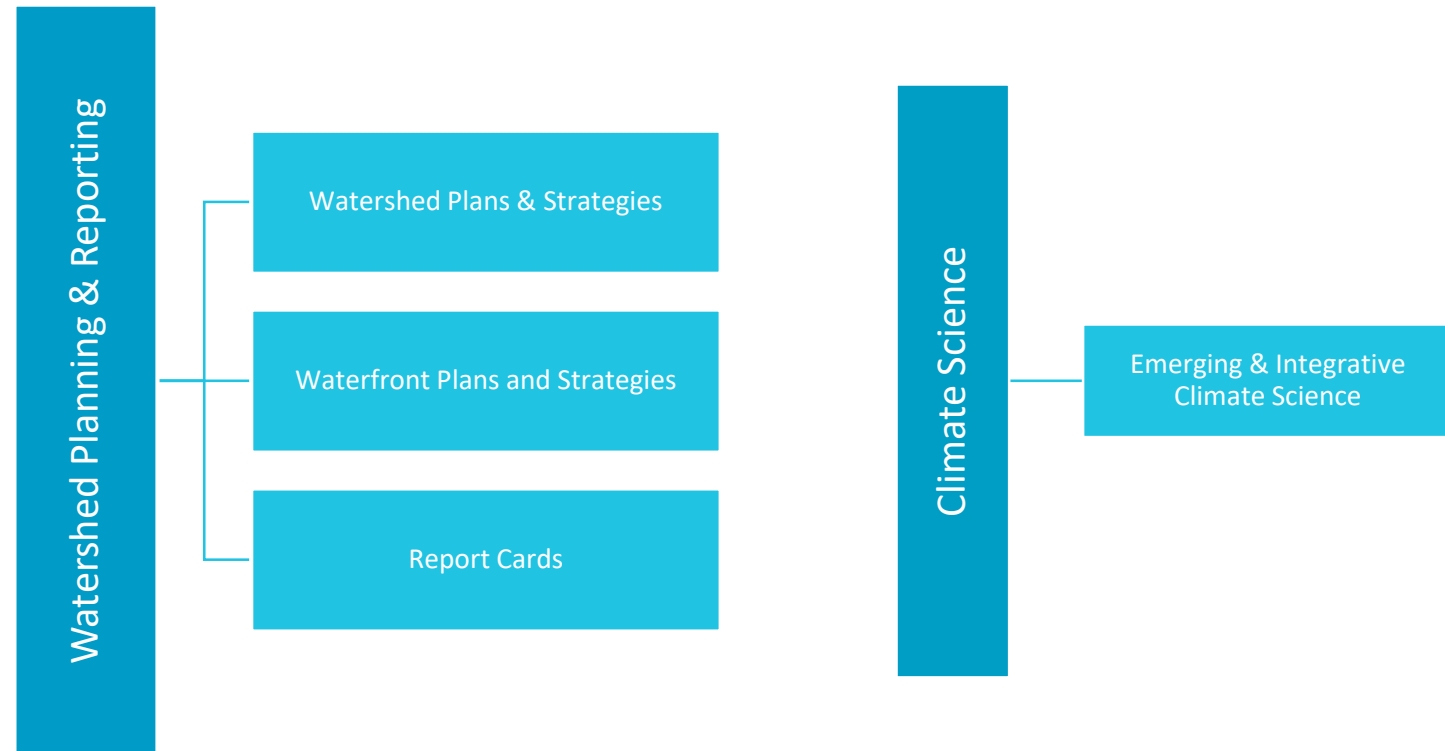 Watershed Planning & Reporting
Watershed Plans & Strategies
Waterfront Plans and Strategies
Report Cards
Climate Science
Emerging & Integrative
Climate Science